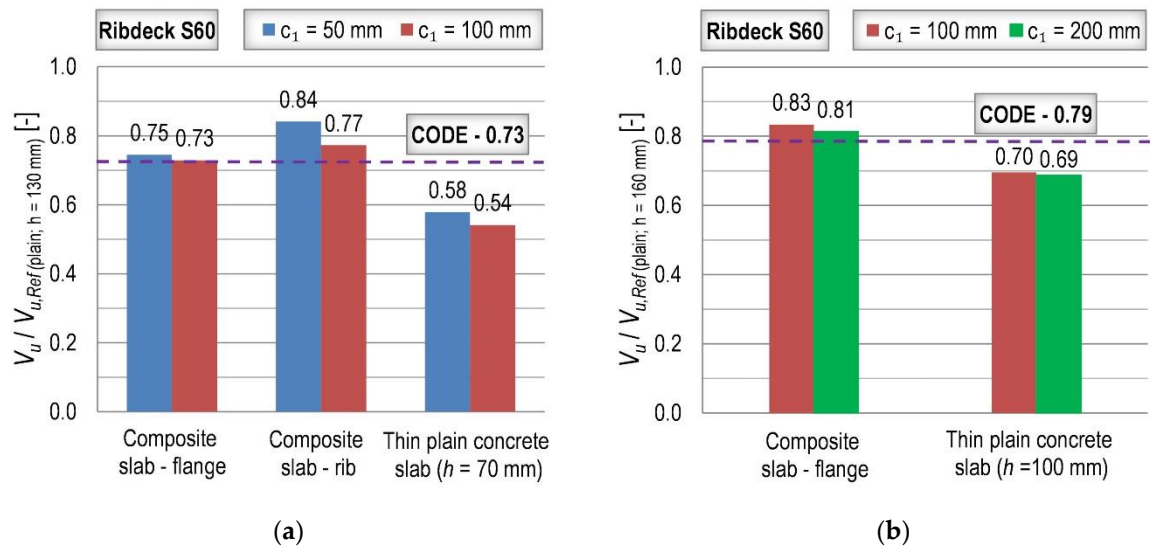 Ribdeck S60
c₁ = 50 mm
c₁ = 100 mm
Vu / Vu,Ref (plain; h = 130 mm) [-]
1.0
0.8
0.6
0.4
0.2
0.0
0.75
0.73
0.84
0.77
0.58
0.54
CODE - 0.73
Composite
slab - flange
Composite
slab - rib
Thin plain concrete
slab (h = 70 mm)
(a)
Ribdeck S60
c₁ = 100 mm
c₁ = 200 mm
Vu / Vu,Ref (plain; h = 160 mm) [-]
1.0
0.8
0.6
0.4
0.2
0.0
0.83
0.81
0.70
0.69
CODE - 0.79
Composite
slab - flange
Thin plain concrete
slab (h =100 mm)
(b)